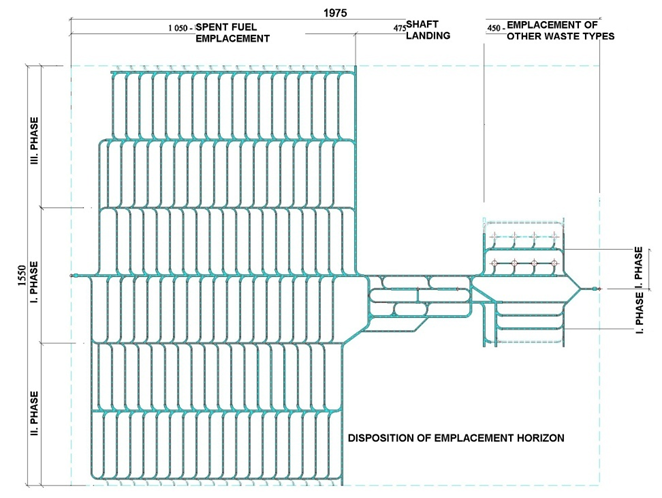 1975
1 050 - SPENT FUEL
EMPLACEMENT
475 SHAFT
LANDING
450 - EMPLACEMENT OF
OTHER WASTE TYPES
III. PHASE
1550
I. PHASE
II. PHASE
I. PHASE
I. PHASE
DISPOSITION OF EMPLACEMENT HORIZON